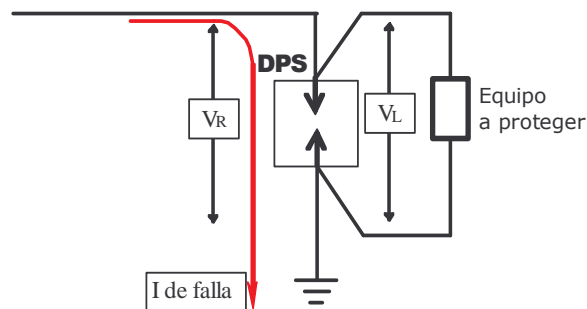 DPS
VR
VL
Equipo
a proteger
I de falla